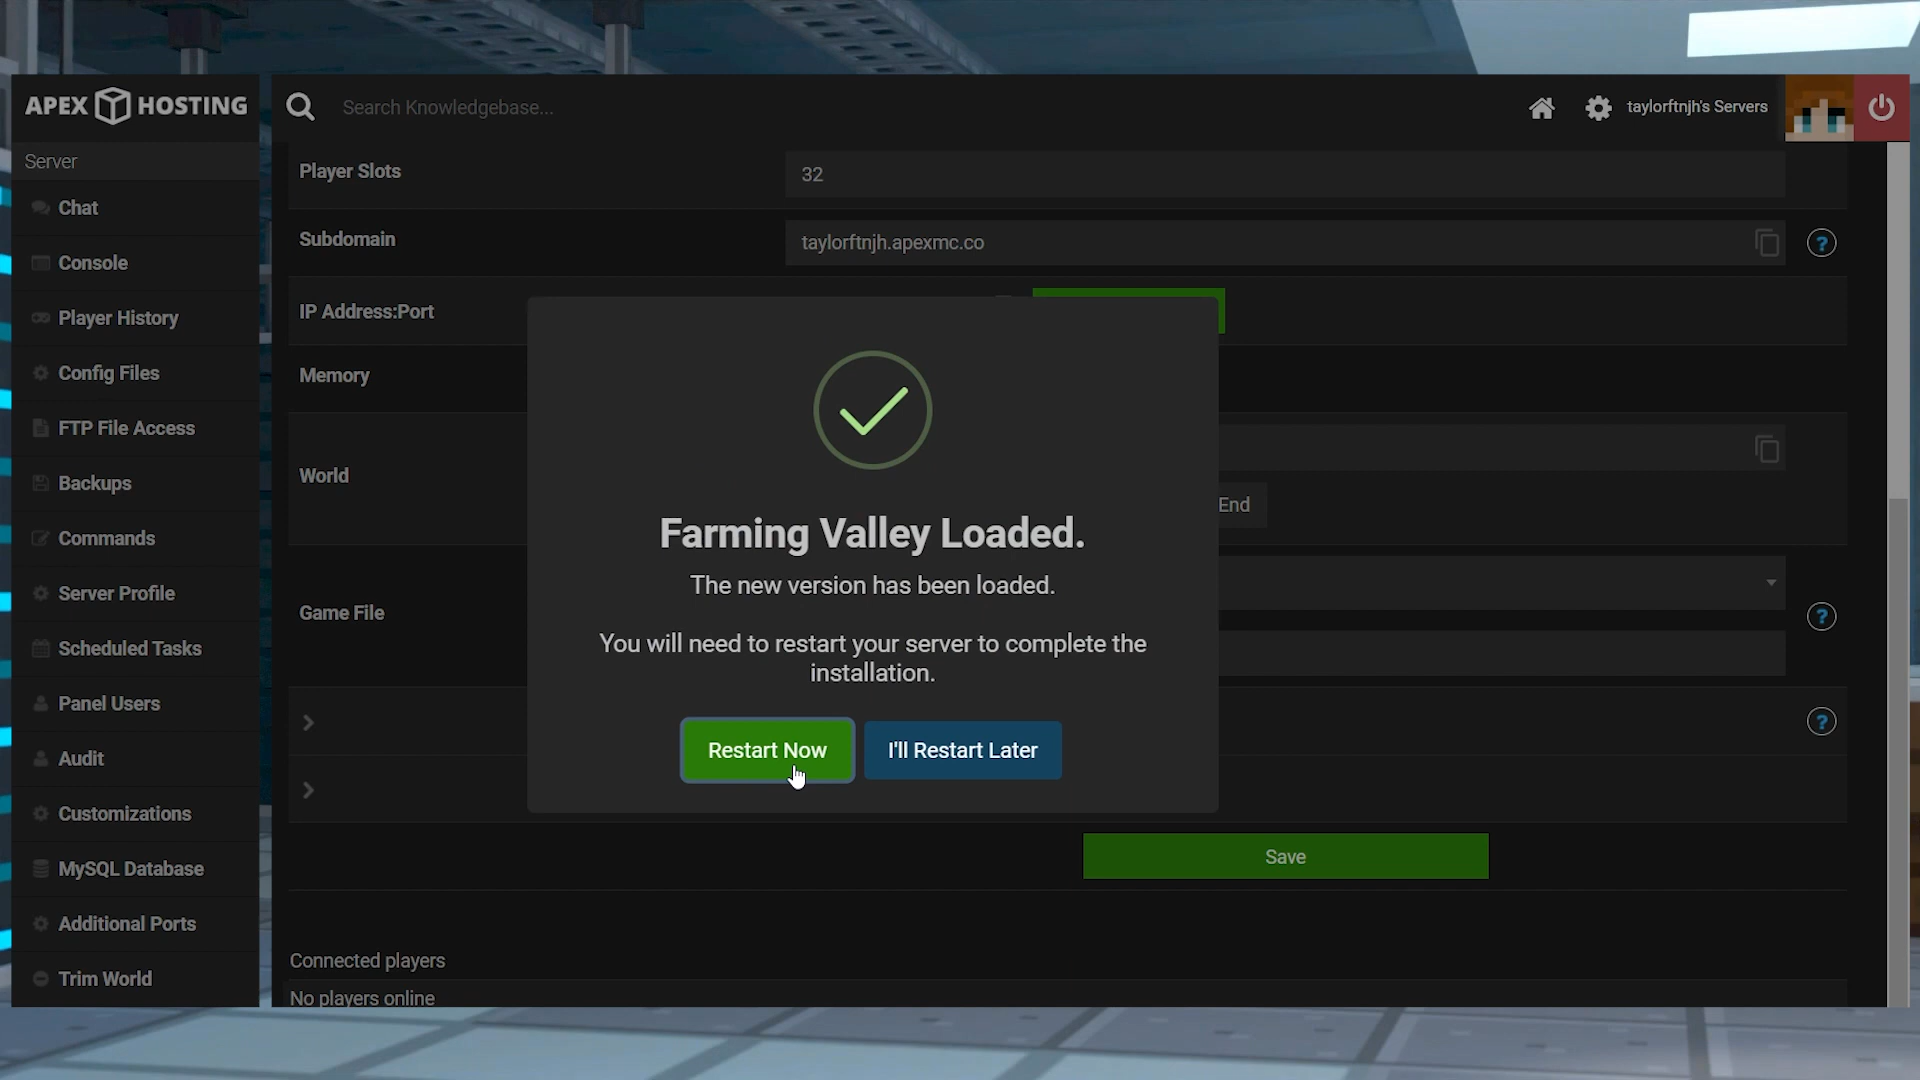 APEX HOSTING
Search Knowledgebase...
taylorftnjh's Servers
Server
Chat
Console
Player History
Config Files
FTP File Access
Backups
Commands
Server Profile
Scheduled Tasks
Panel Users
Audit
Customizations
MySQL Database
Additional Ports
Trim World
Player Slots
32
Subdomain
taylorftnjh.apexmc.co
?
IP Address:Port
Memory
World
End
Game File
?
?
Farming Valley Loaded.
The new version has been loaded.
You will need to restart your server to complete the
installation.
Restart Now
I'll Restart Later
Save
Connected players
No players online